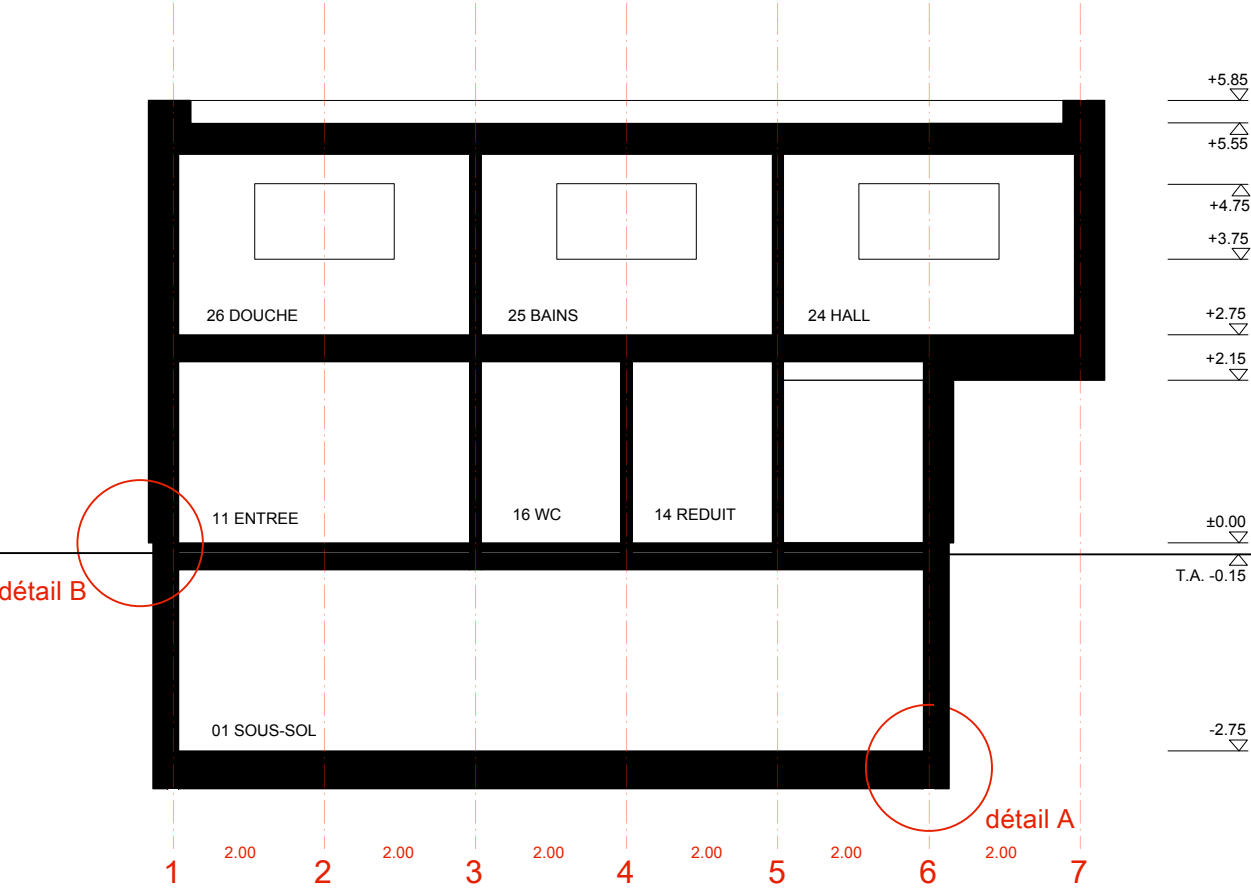 +5.85
+5.55
+4.75
+3.75
26 DOUCHE 25 BAINS 24 HALL
+2.75
+2.15
11 ENTREE 16 WC 14 REDUIT
±0.00
T.A. -0.15
détail B
01 SOUS-SOL
-2.75
détail A
2.00 2.00 2.00 2.00 2.00 2.00
1 2 3 4 5 6 7